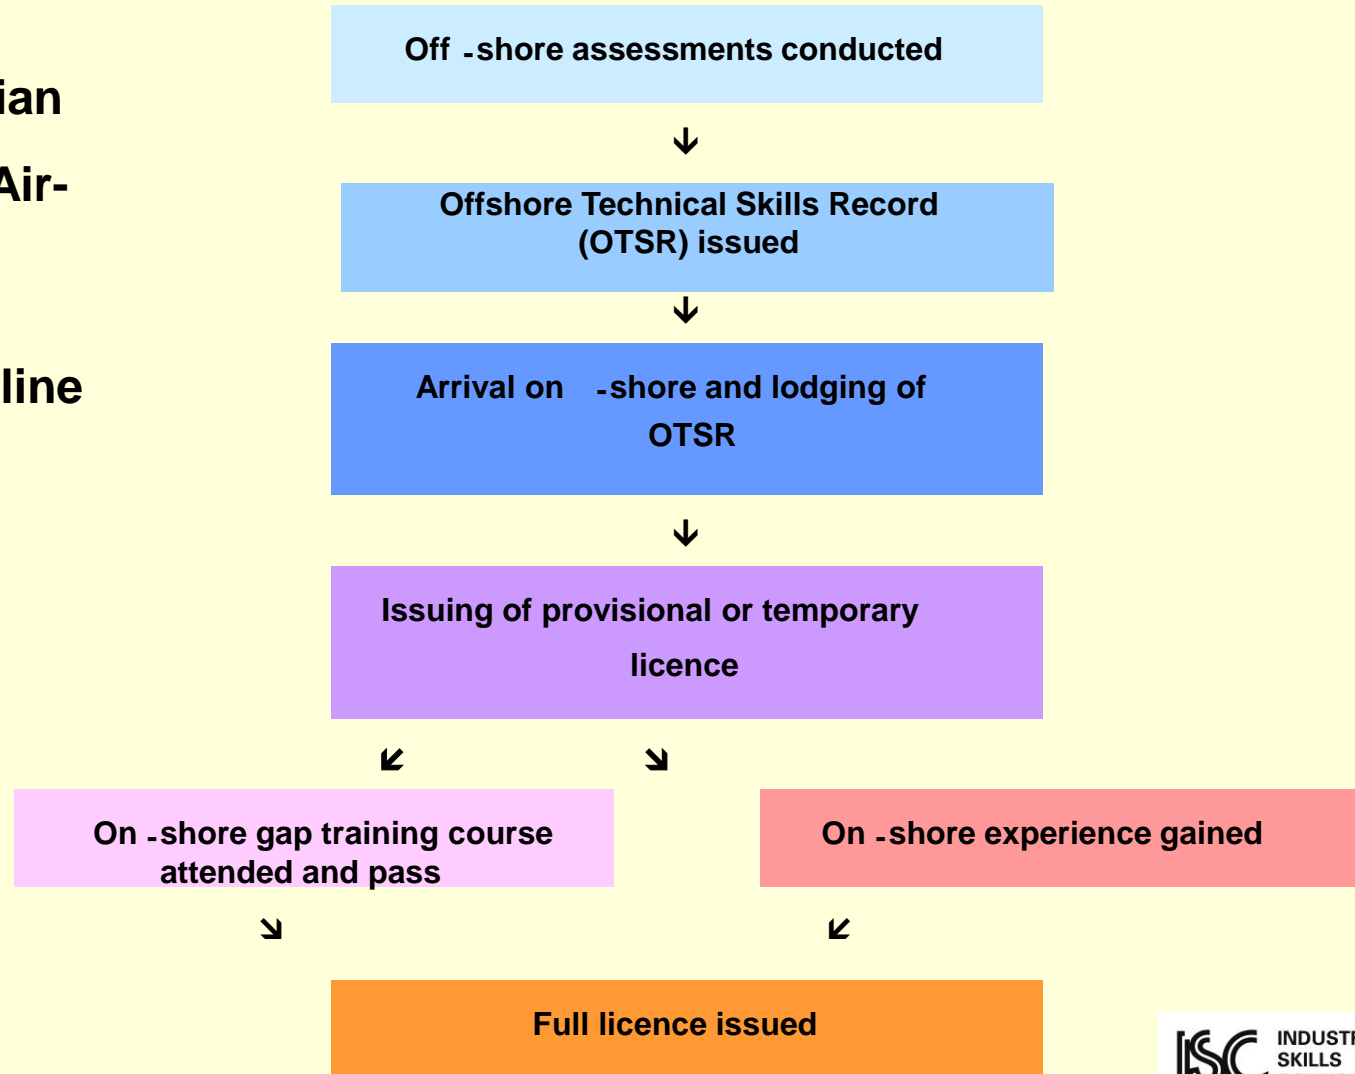 Off -shore assessments conducted
ian
Air-
Offshore Technical Skills Record
(OTSR) issued
line
Arrival on -shore and lodging of
OTSR
Issuing of provisional or temporary
licence
On -shore gap training course
attended and pass
On -shore experience gained
Full licence issued
ISC
INDUSTR
SKILLS